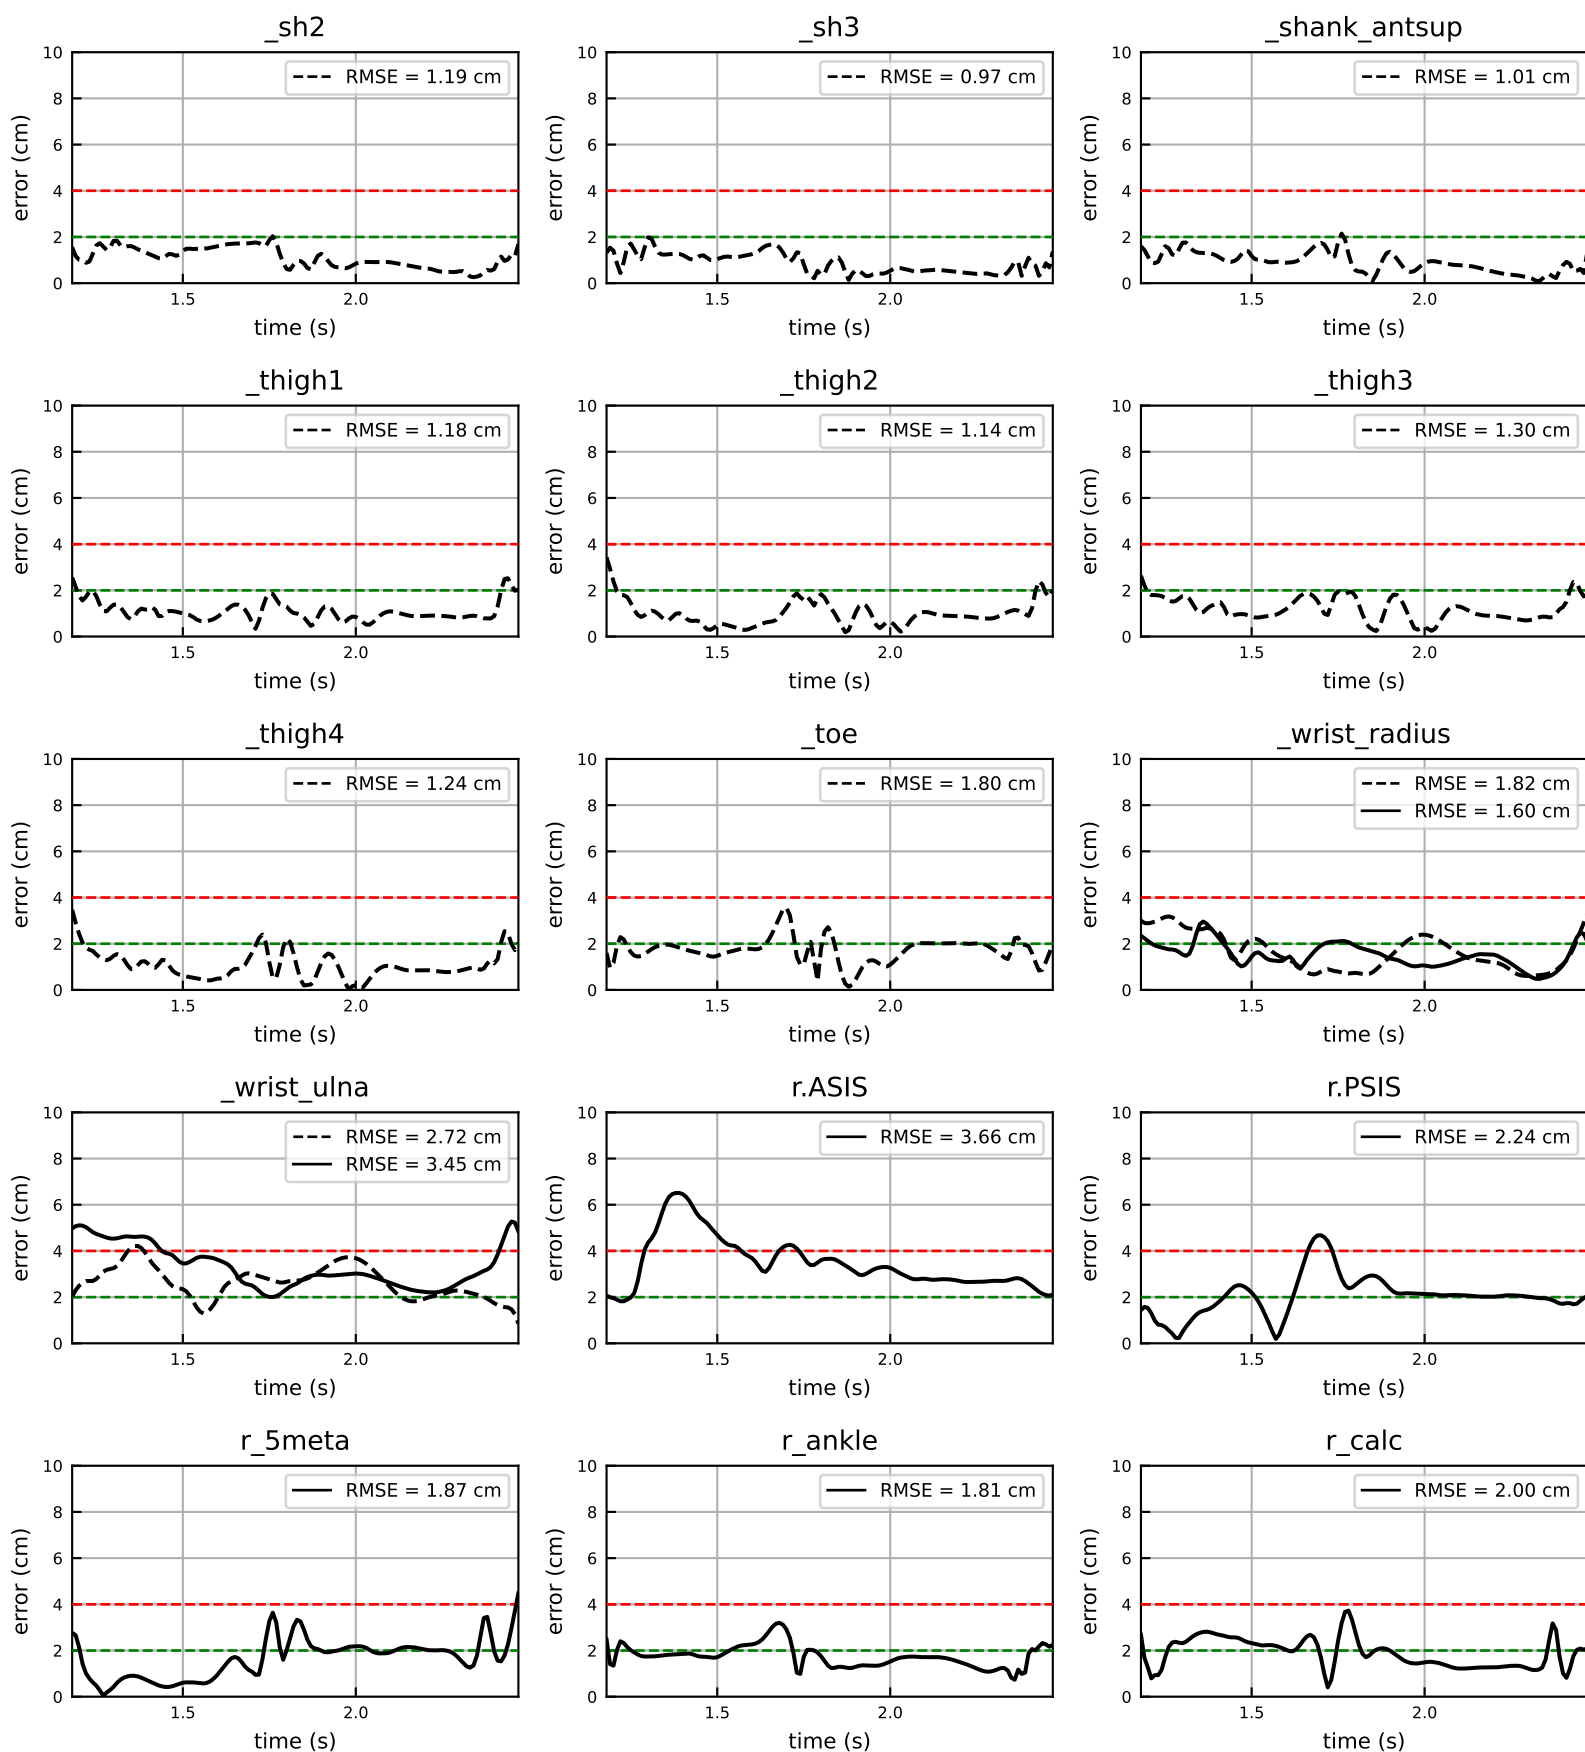 _sh2
_sh3
_shank_antsup
10
8
6
4
2
0
error (cm)
RMSE = 1.19 cm
1.5
2.0
time (s)
10
8
6
4
2
0
error (cm)
RMSE = 0.97 cm
1.5
2.0
time (s)
10
8
6
4
2
0
error (cm)
RMSE = 1.01 cm
1.5
2.0
time (s)
_thigh1
_thigh2
_thigh3
10
8
6
4
2
0
error (cm)
RMSE = 1.18 cm
1.5
2.0
time (s)
10
8
6
4
2
0
error (cm)
RMSE = 1.14 cm
1.5
2.0
time (s)
10
8
6
4
2
0
error (cm)
RMSE = 1.30 cm
1.5
2.0
time (s)
_thigh4
_toe
_wrist_radius
10
8
6
4
2
0
error (cm)
RMSE = 1.24 cm
1.5
2.0
time (s)
10
8
6
4
2
0
error (cm)
RMSE = 1.80 cm
1.5
2.0
time (s)
10
8
6
4
2
0
error (cm)
RMSE = 1.82 cm
RMSE = 1.60 cm
1.5
2.0
time (s)
_wrist_ulna
r.ASIS
r.PSIS
10
8
6
4
2
0
error (cm)
RMSE = 2.72 cm
RMSE = 3.45 cm
1.5
2.0
time (s)
10
8
6
4
2
0
error (cm)
RMSE = 3.66 cm
1.5
2.0
time (s)
10
8
6
4
2
0
error (cm)
RMSE = 2.24 cm
1.5
2.0
time (s)
r_5meta
r_ankle
r_calc
10
8
6
4
2
0
error (cm)
RMSE = 1.87 cm
1.5
2.0
time (s)
10
8
6
4
2
0
error (cm)
RMSE = 1.81 cm
1.5
2.0
time (s)
10
8
6
4
2
0
error (cm)
RMSE = 2.00 cm
1.5
2.0
time (s)